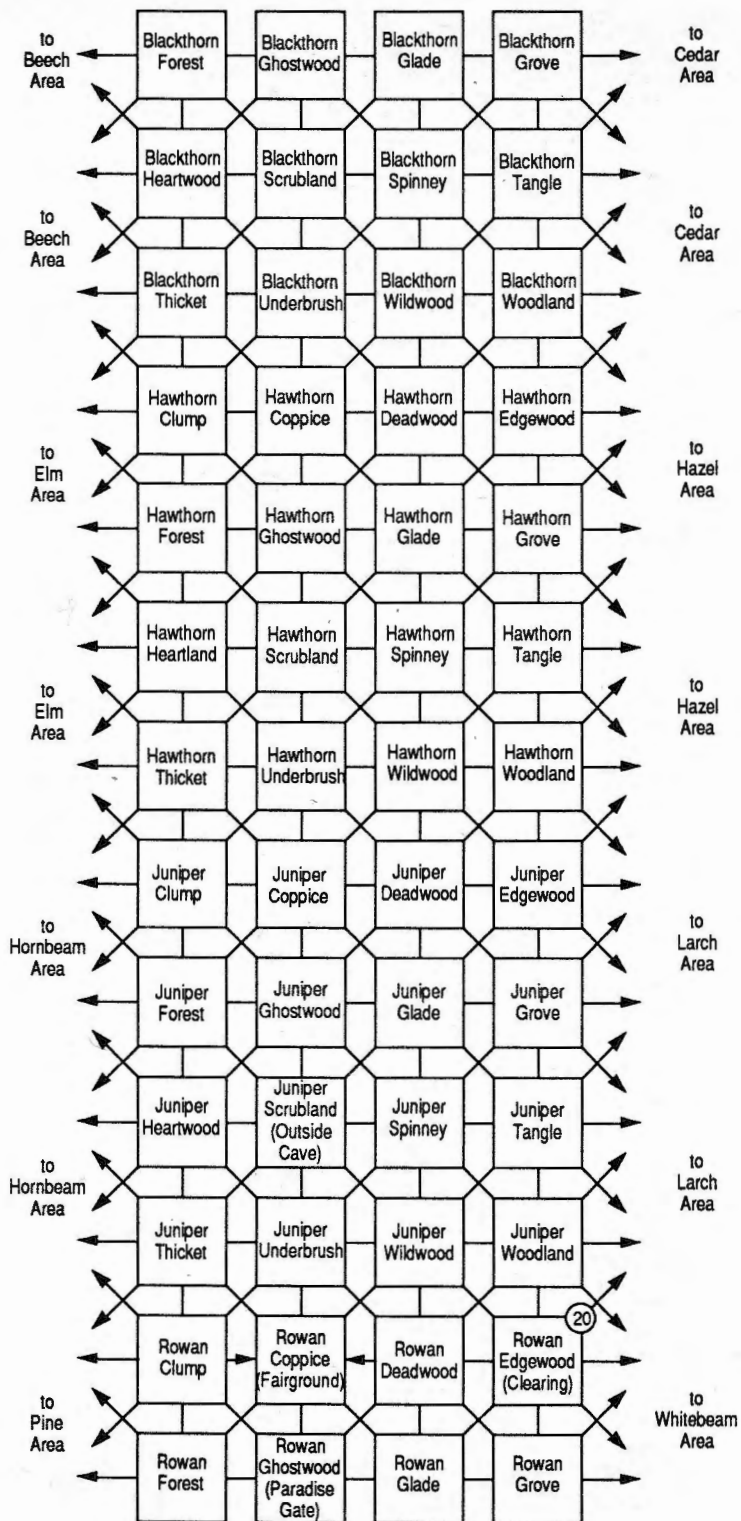 to
Beech
Area
Blackthorn
Forest
Blackthorn
Ghostwood
Blackthorn
Glade
Blackthorn
Grove
to
Cedar
Area
Blackthorn
Heartwood
Blackthorn
Scrubland
Blackthorn
Spinney
Blackthorn
Tangle
to
Beech
Area
to
Cedar
Area
Blackthorn
Thicket
Blackthorn
Underbrush
Blackthorn
Wildwood
Blackthorn
Woodland
Hawthorn
Clump
Hawthorn
Coppice
Hawthorn
Deadwood
Hawthorn
Edgewood
to
Elm
Area
to
Hazel
Area
Hawthorn
Forest
Hawthorn
Ghostwood
Hawthorn
Glade
Hawthorn
Grove
Hawthorn
Heartland
Hawthorn
Scrubland
Hawthorn
Spinney
Hawthorn
Tangle
to
Elm
Area
to
Hazel
Area
Hawthorn
Thicket
Hawthorn
Underbrush
Hawthorn
Wildwood
Hawthorn
Woodland
Juniper
Clump
Juniper
Coppice
Juniper
Deadwood
Juniper
Edgewood
to
Hornbeam
Area
to
Larch
Area
Juniper
Forest
Juniper
Ghostwood
Juniper
Glade
Juniper
Grove
Juniper
Heartwood
Juniper
Scrubland
(Outside
Cave)
Juniper
Spinney
Juniper
Tangle
to
Hornbeam
Area
to
Larch
Area
Juniper
Thicket
Juniper
Underbrush
Juniper
Wildwood
Juniper
Woodland
20
Rowan
Clump
Rowan
Coppice
(Fairground)
Rowan
Deadwood
Rowan
Edgewood
(Clearing)
to
Pine
Area
to
Whitebeam
Area
Rowan
Forest
Rowan
Ghostwood
(Paradise
Gate)
Rowan
Glade
Rowan
Grove